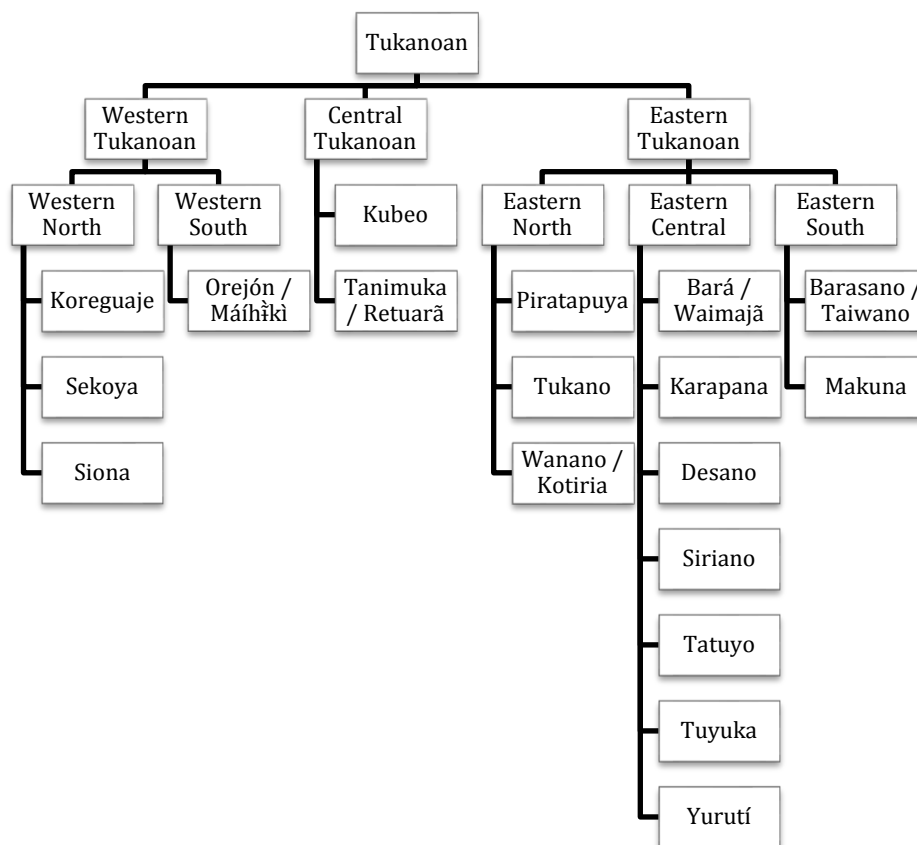 Tukanoan
Western
Tukanoan
Central
Tukanoan
Eastern
Tukanoan
Western
North
Western
South
Kubeo
Eastern
North
Eastern
Central
Eastern
South
Koreguaje
Orejón /
Máíhɨ̃̀kì
Tanimuka
/ Retuarã
Piratapuya
Bará /
Waimajã
Barasano /
Taiwano
Sekoya
Tukano
Karapana
Makuna
Siona
Wanano /
Kotiria
Desano
Siriano
Tatuyo
Tuyuka
Yurutí